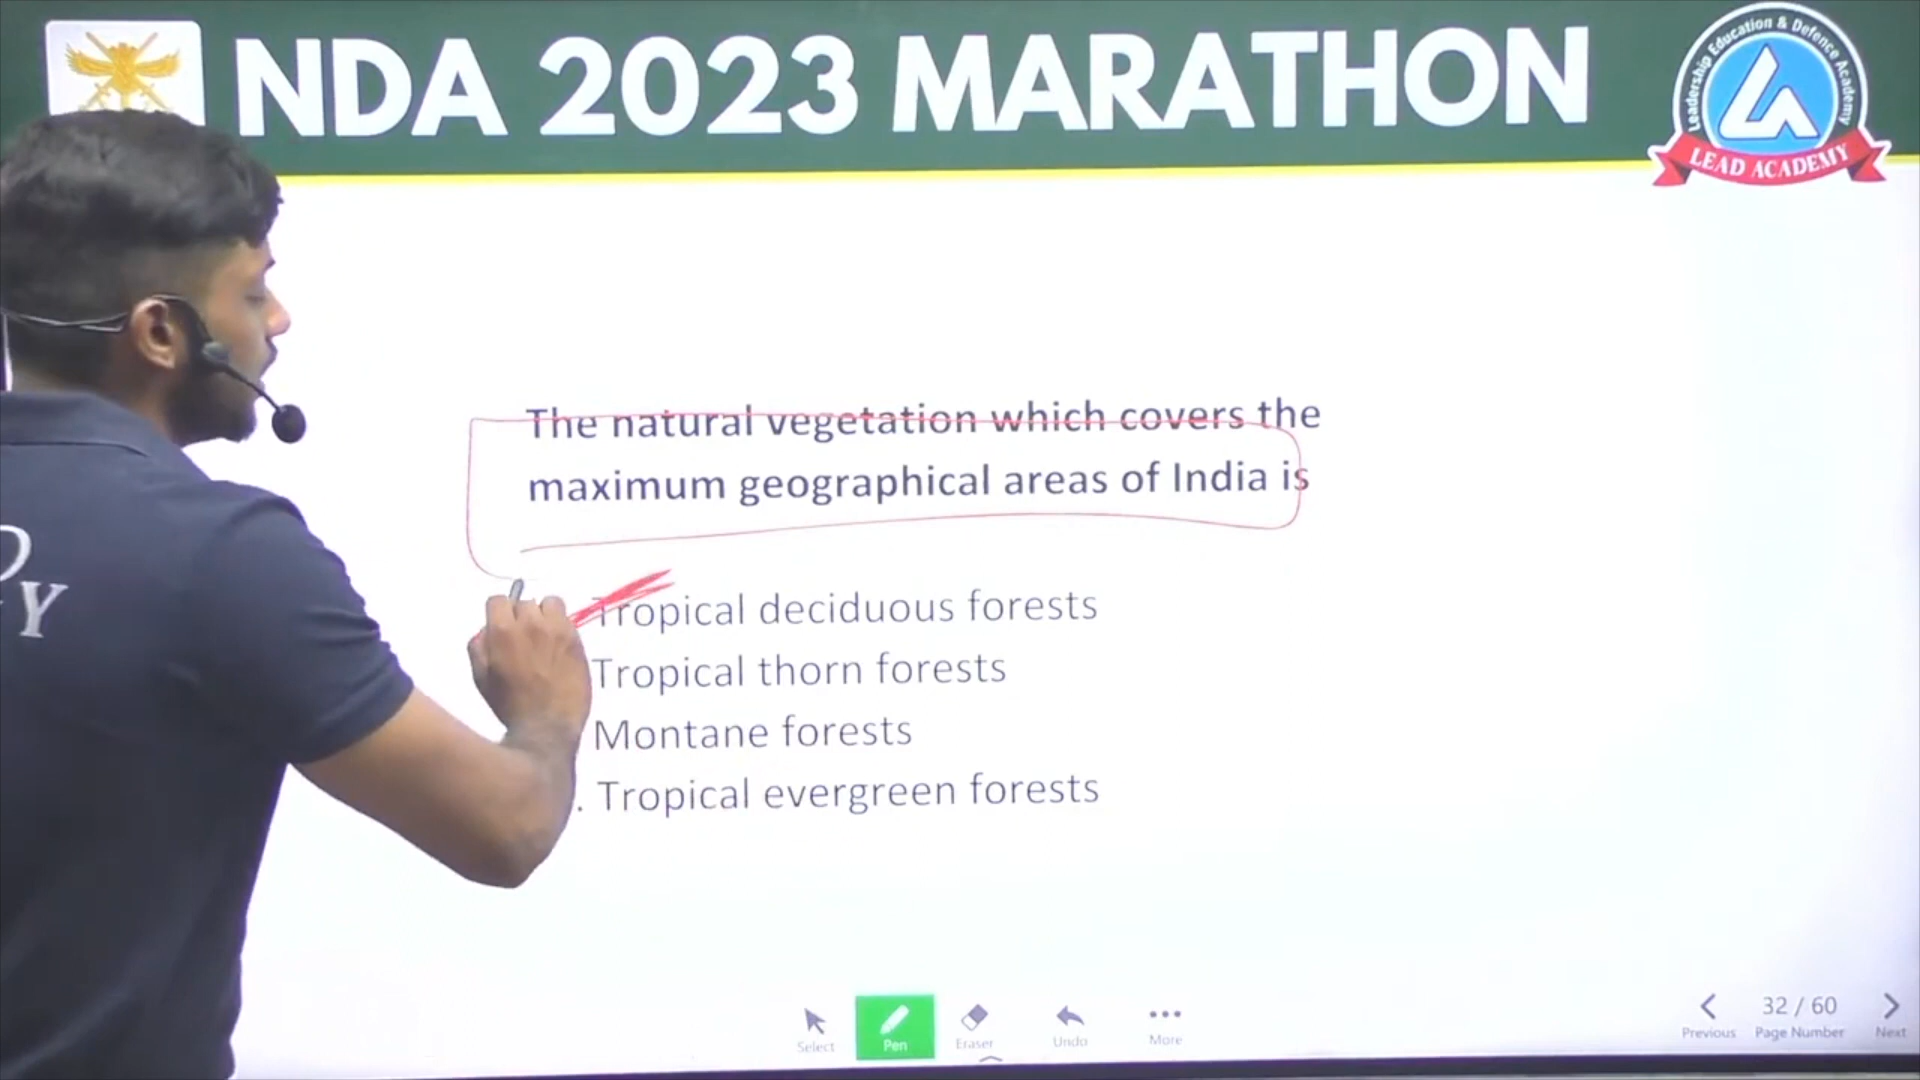 NDA 2023 MARATHON
Leadership Education & Defence Academy
LEAD ACADEMY
The natural vegetation which covers the
maximum geographical areas of India is
Tropical deciduous forests
Tropical thorn forests
Montane forests
. Tropical evergreen forests
Y
Select
Pen
Eraser
Undo
More
Previous
32 / 60
Page Number
Next